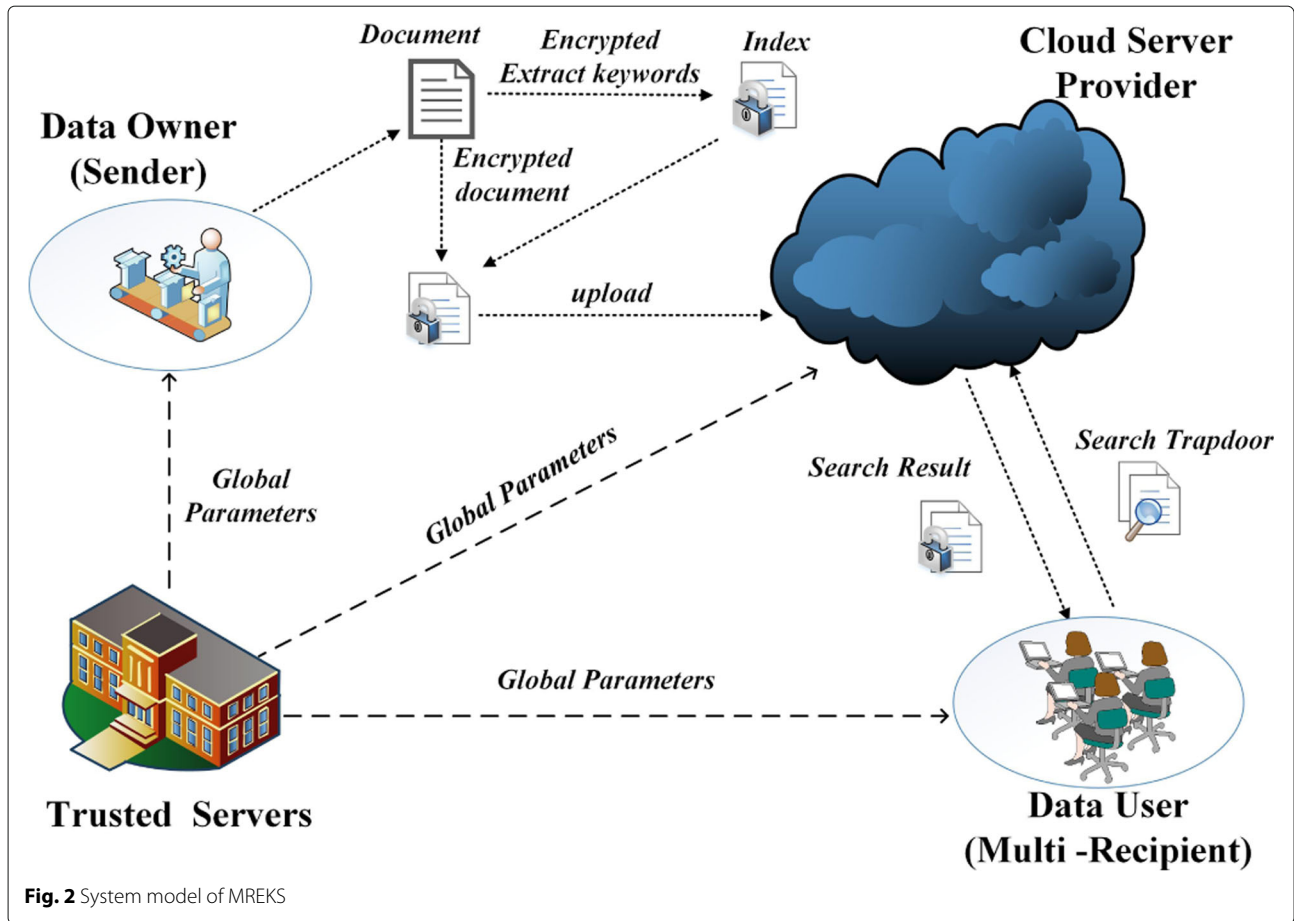 Document
Encrypted
Extract keywords
Index
Cloud Server
Provider
Data Owner
(Sender)
Encrypted
document
upload
Global
Parameters
Global Parameters
Search Result
Search Trapdoor
Global Parameters
Trusted Servers
Data User
(Multi -Recipient)
Fig. 2 System model of MREKS